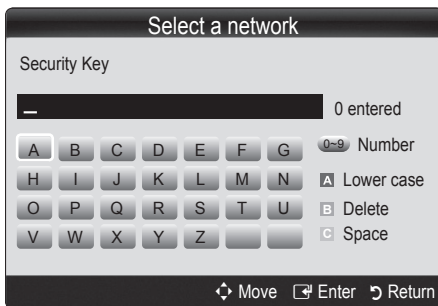 Select a network
Security Key
_ 0 entered
A B C D E F G 0~9 Number
H I J K L M N A Lower case
O P Q R S T U B Delete
V W X Y Z C Space
Move Enter Return